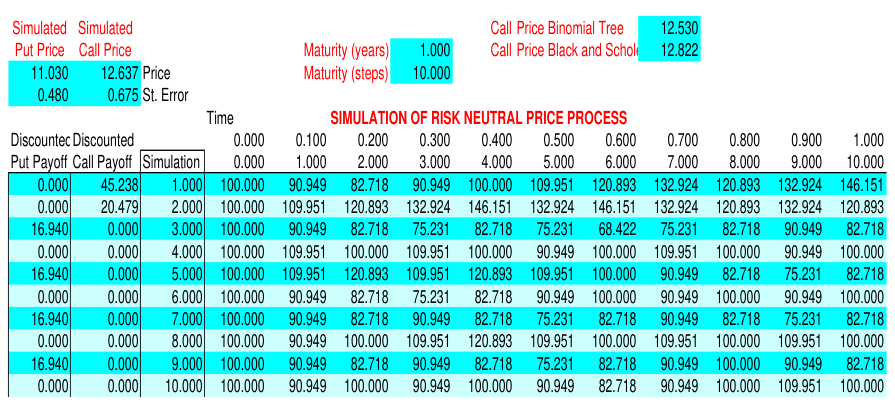 Simulated Simulated Call Price Binomial Tree 12.530
Put Price Call Price Maturity (years) 1.000 Call Price Black and Schole 12.822
11.030 12.637 Price Maturity (steps) 10.000
0.480 0.675 St. Error
Time SIMULATION OF RISK NEUTRAL PRICE PROCESS
Discounted Discounted 0.000 0.100 0.200 0.300 0.400 0.500 0.600 0.700 0.800 0.900 1.000
Put Payoff Call Payoff Simulation 0.000 1.000 2.000 3.000 4.000 5.000 6.000 7.000 8.000 9.000 10.000
0.000 45.238 1.000 100.000 90.949 82.718 90.949 100.000 109.951 120.893 132.924 120.893 132.924 146.151
0.000 20.479 2.000 100.000 109.951 120.893 132.924 146.151 132.924 146.151 132.924 120.893 132.924 120.893
16.940 0.000 3.000 100.000 90.949 82.718 75.231 82.718 75.231 68.422 75.231 82.718 90.949 82.718
0.000 0.000 4.000 100.000 109.951 100.000 109.951 100.000 90.949 100.000 109.951 100.000 90.949 100.000
16.940 0.000 5.000 100.000 109.951 120.893 109.951 120.893 109.951 100.000 90.949 82.718 75.231 82.718
0.000 0.000 6.000 100.000 90.949 82.718 75.231 82.718 90.949 100.000 90.949 100.000 90.949 100.000
16.940 0.000 7.000 100.000 90.949 82.718 90.949 82.718 75.231 82.718 90.949 82.718 75.231 82.718
0.000 0.000 8.000 100.000 90.949 100.000 109.951 120.893 109.951 100.000 109.951 100.000 90.949 100.000
16.940 0.000 9.000 100.000 90.949 82.718 90.949 82.718 75.231 82.718 90.949 100.000 90.949 82.718
0.000 0.000 10.000 100.000 90.949 100.000 90.949 100.000 90.949 82.718 90.949 100.000 109.951 100.000